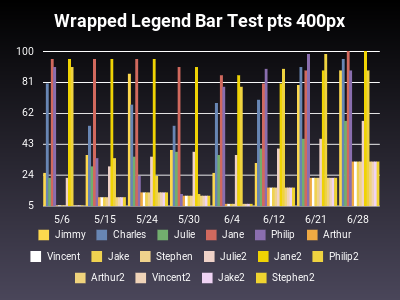 Wrapped Legend Bar Test pts 400px
100
81
62
43
24
5
5/6 5/15 5/24 5/30 6/4 6/12 6/21 6/28
Jimmy Charles Julie Jane Philip Arthur
Vincent Jake Stephen Julie2 Jane2 Philip2
Arthur2 Vincent2 Jake2 Stephen2